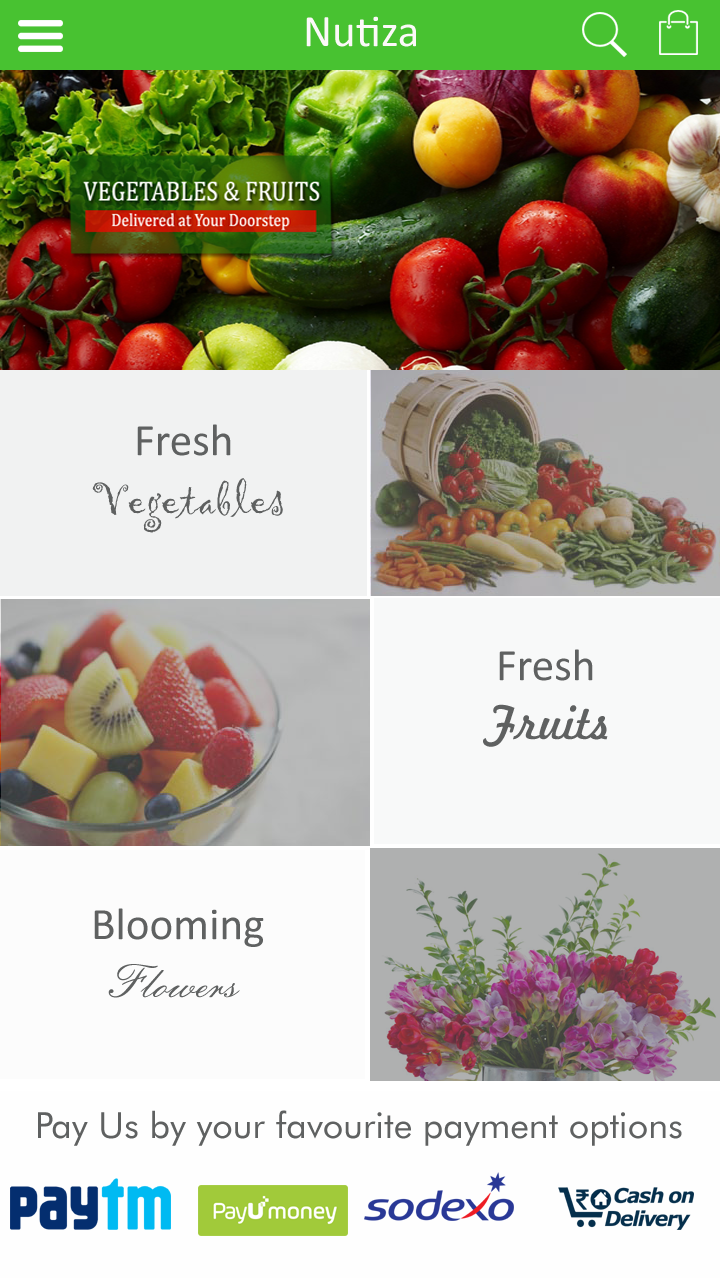 Nutiza
VEGETABLES & FRUITS
Delivered at Your Doorstep
Fresh
Vegetables
Fresh
Fruits
Blooming
Flowers
Pay Us by your favourite payment options
paytm
PayUmoney
sodexo
₹
Cash on
Delivery